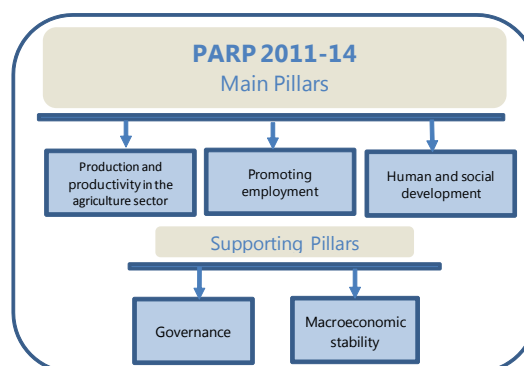 PARP 2011-14
Main Pillars
Production and
productivity in the
agriculture sector
Promoting
employment
Human and social
development
Supporting Pillars
Governance
Macroeconomic
stability